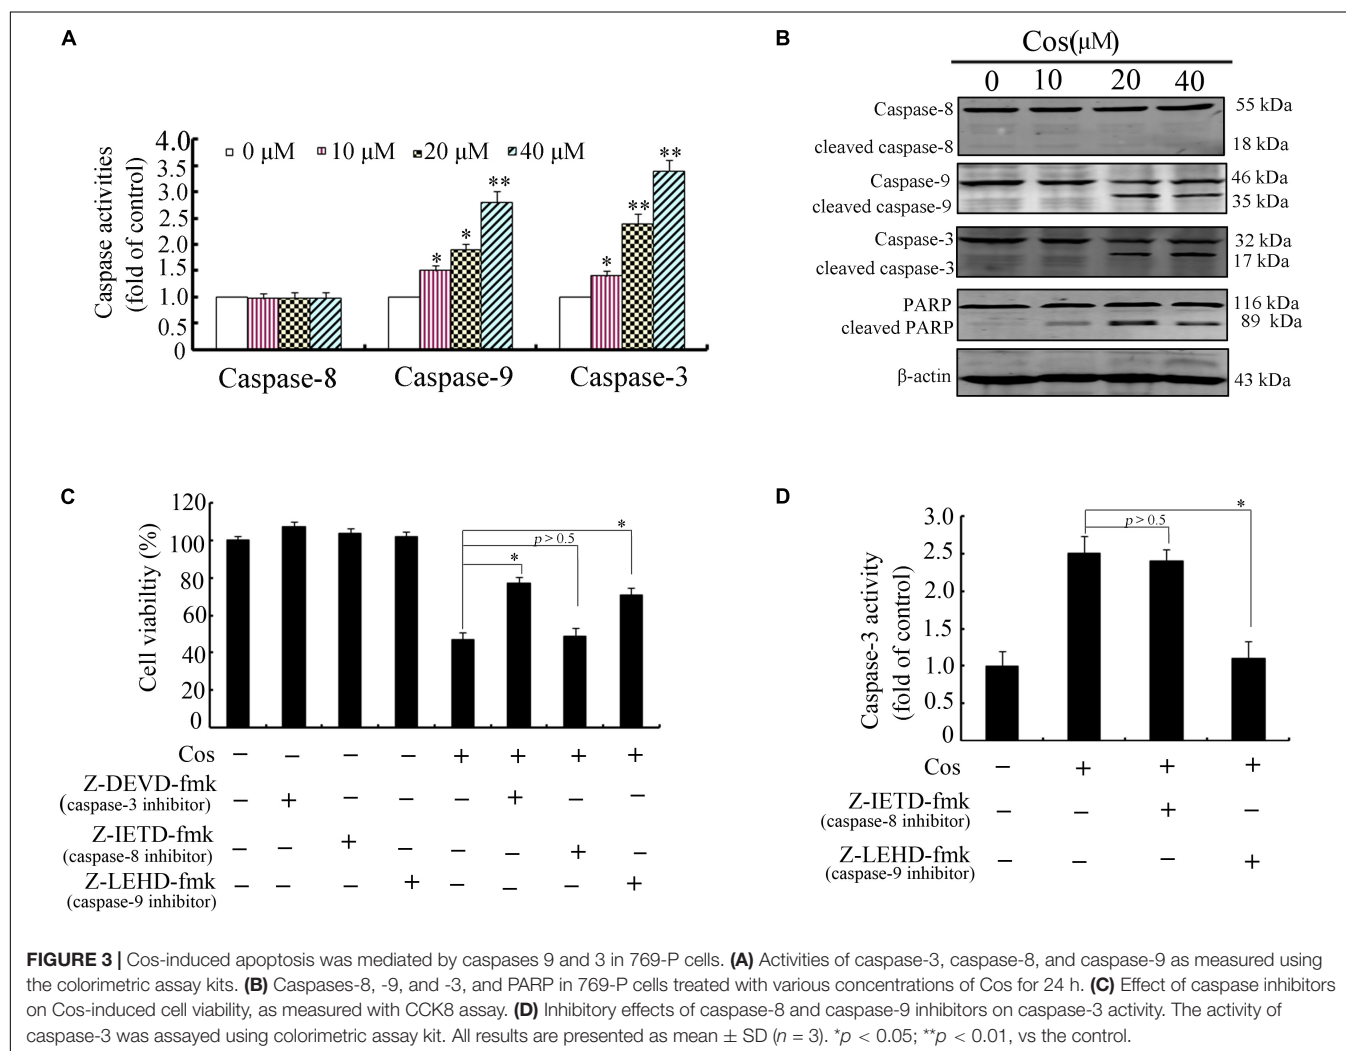 A
4.0
3.5
3.0
2.5
2.0
1.5
1.0
0.5
0
Caspase activities
(fold of control)
0 µM 10 µM 20 µM 40 µM
* * **
* ** **
Caspase-8 Caspase-9 Caspase-3
B
Cos(µM)
0 10 20 40
Caspase-8 55 kDa
cleaved caspase-8 18 kDa
Caspase-9 46 kDa
cleaved caspase-9 35 kDa
Caspase-3 32 kDa
cleaved caspase-3 17 kDa
PARP 116 kDa
cleaved PARP 89 kDa
β-actin 43 kDa
C
120
100
80
60
40
20
0
Cell viabiltiy (%)
*
p > 0.5
*
Cos − − − − + + + +
Z-DEVD-fmk
(caspase-3 inhibitor) − + − − − + − −
Z-IETD-fmk
(caspase-8 inhibitor) − − + − − − + −
Z-LEHD-fmk
(caspase-9 inhibitor) − − − + − − − +
D
3.0
2.5
2.0
1.5
1.0
0.5
0
Caspase-3 activity
(fold of control)
*
p > 0.5
Cos − + + +
Z-IETD-fmk
(caspase-8 inhibitor) − − + −
Z-LEHD-fmk
(caspase-9 inhibitor) − − − +
FIGURE 3 | Cos-induced apoptosis was mediated by caspases 9 and 3 in 769-P cells. (A) Activities of caspase-3, caspase-8, and caspase-9 as measured using
the colorimetric assay kits. (B) Caspases-8, -9, and -3, and PARP in 769-P cells treated with various concentrations of Cos for 24 h. (C) Effect of caspase inhibitors
on Cos-induced cell viability, as measured with CCK8 assay. (D) Inhibitory effects of caspase-8 and caspase-9 inhibitors on caspase-3 activity. The activity of
caspase-3 was assayed using colorimetric assay kit. All results are presented as mean ± SD (n = 3). *p < 0.05; **p < 0.01, vs the control.